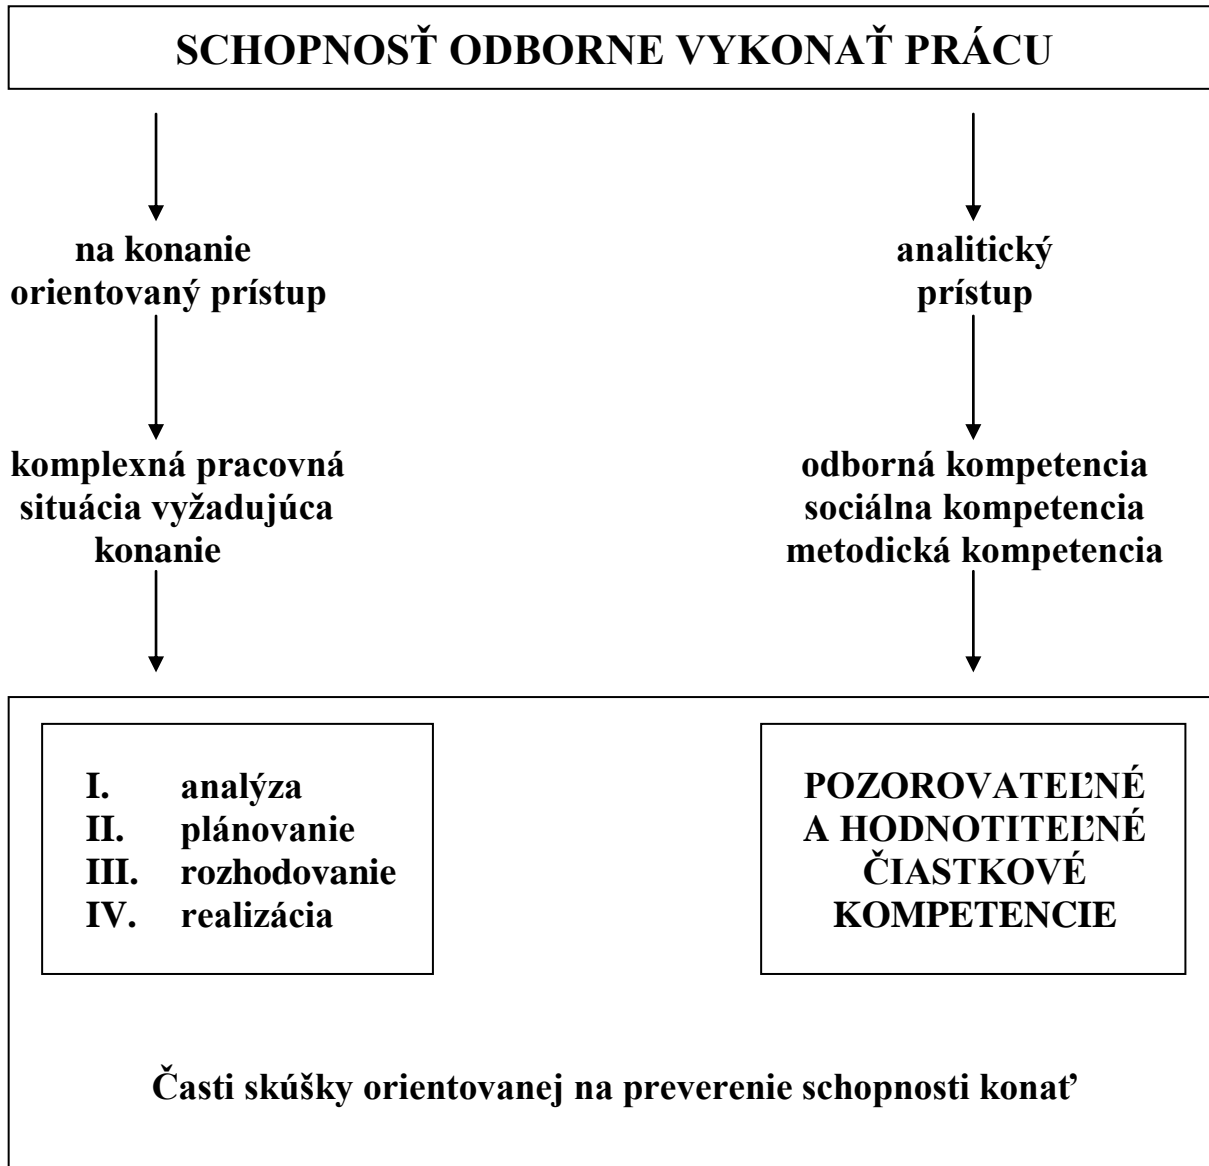 SCHOPNOSŤ ODBORNE VYKONAŤ PRÁCU
na konanie
orientovaný prístup
analitický
prístup
komplexná pracovná
situácia vyžadujúca
konanie
odborná kompetencia
sociálna kompetencia
metodická kompetencia
I. analýza
II. plánovanie
III. rozhodovanie
IV. realizácia
POZOROVATEĽNÉ
A HODNOTITEĽNÉ
ČIASTKOVÉ
KOMPETENCIE
Časti skúšky orientovanej na preverenie schopnosti konať